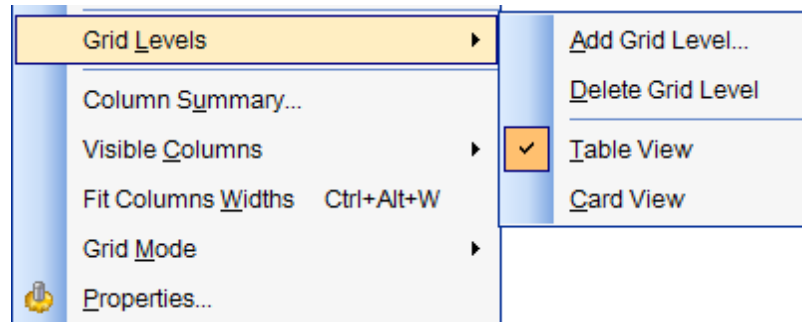 Grid Levels
Column Summary...
Visible Columns
Fit Columns Widths Ctrl+Alt+W
Grid Mode
Properties...
Add Grid Level...
Delete Grid Level
Table View
Card View